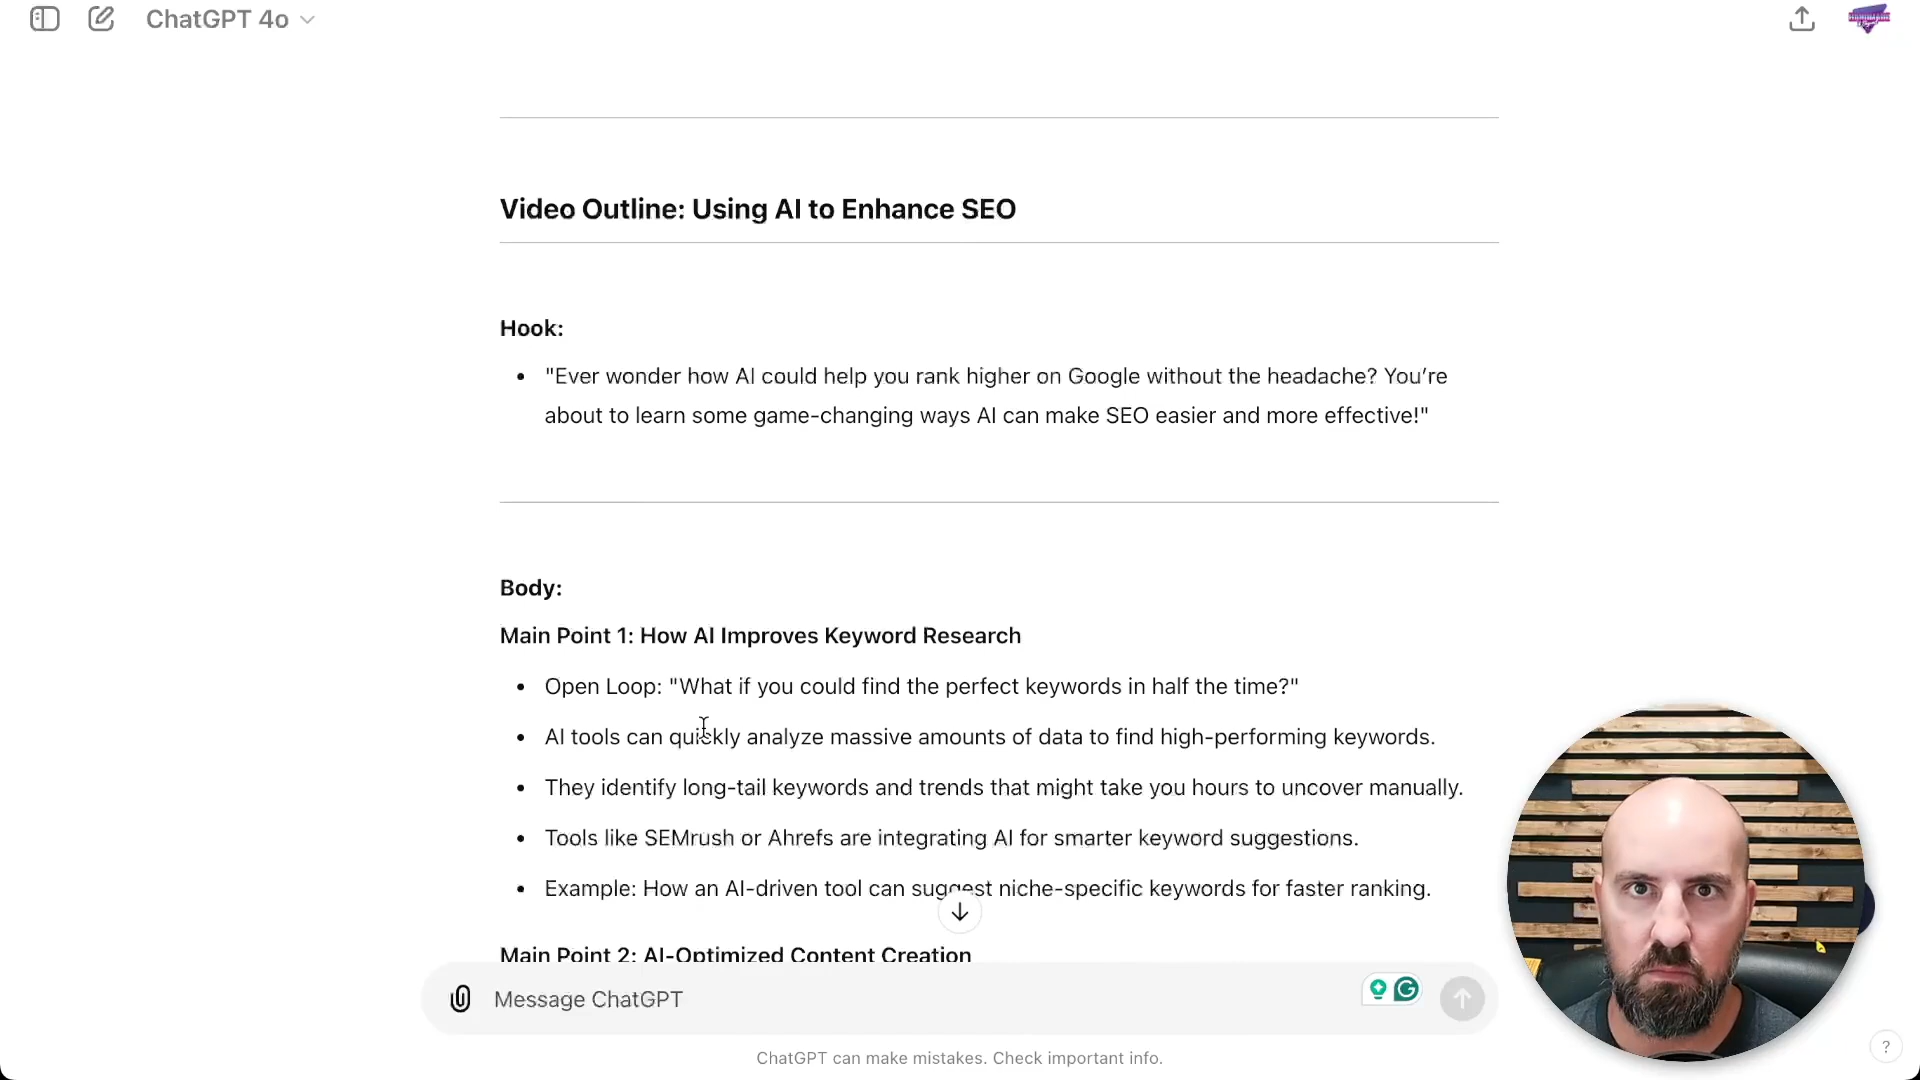 ChatGPT 4o
Video Outline: Using AI to Enhance SEO
Hook:
• "Ever wonder how AI could help you rank higher on Google without the headache? You’re
about to learn some game-changing ways AI can make SEO easier and more effective!"
Body:
Main Point 1: How AI Improves Keyword Research
• Open Loop: "What if you could find the perfect keywords in half the time?"
• AI tools can quickly analyze massive amounts of data to find high-performing keywords.
• They identify long-tail keywords and trends that might take you hours to uncover manually.
• Tools like SEMrush or Ahrefs are integrating AI for smarter keyword suggestions.
• Example: How an AI-driven tool can suggest niche-specific keywords for faster ranking.
Main Point 2: AI-Optimized Content Creation
Message ChatGPT
ChatGPT can make mistakes. Check important info.
?